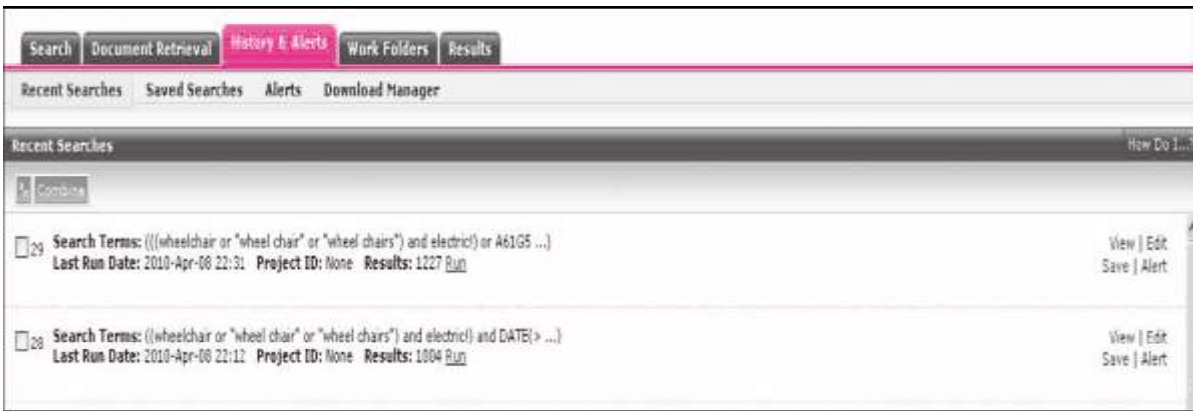 Search Document Retrieval History & Alerts Work Folders Results
Recent Searches Saved Searches Alerts Download Manager
Recent Searches How Do I...?
Combine
29 Search Terms: (((wheelchair or "wheel chair" or "wheel chairs") and electric!) or A61G5 ...) View | Edit
Last Run Date: 2010-Apr-08 22:31 Project ID: None Results: 1227 Run Save | Alert
28 Search Terms: ((wheelchair or "wheel chair" or "wheel chairs") and electric!) and DATE(> ...) View | Edit
Last Run Date: 2010-Apr-08 22:12 Project ID: None Results: 1004 Run Save | Alert